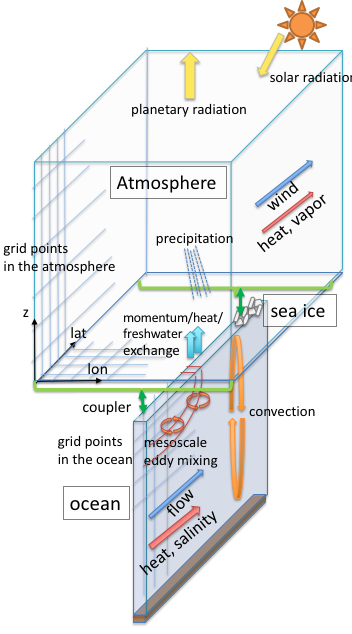 solar radiation
planetary radiation
Atmosphere
wind
heat, vapor
precipitation
grid points
in the atmosphere
z
lat
lon
momentum/heat/
freshwater
exchange
sea ice
coupler
convection
grid points
in the ocean
mesoscale
eddy mixing
ocean
flow
heat, salinity